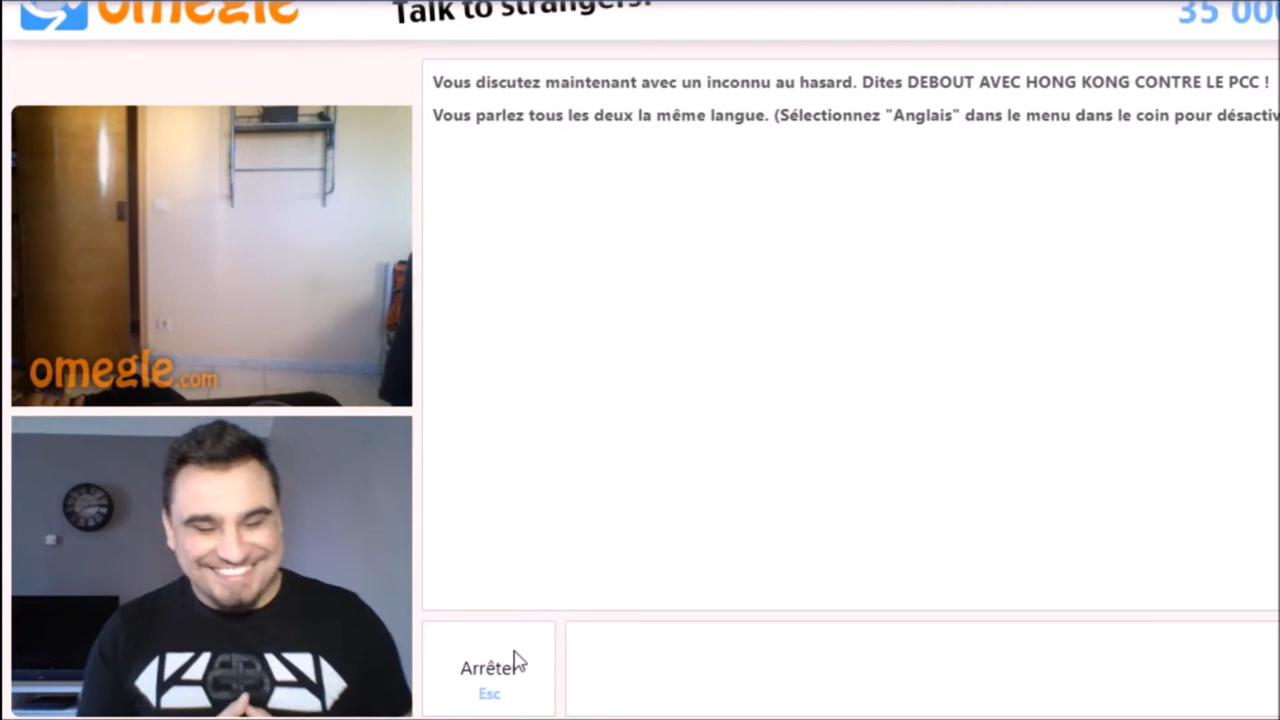 omegle
Talk to strangers!
35 00
Vous discutez maintenant avec un inconnu au hasard. Dites DEBOUT AVEC HONG KONG CONTRE LE PCC !
Vous parlez tous les deux la même langue. (Sélectionnez "Anglais" dans le menu dans le coin pour désactiv
omegle.com
Arrêter
Esc